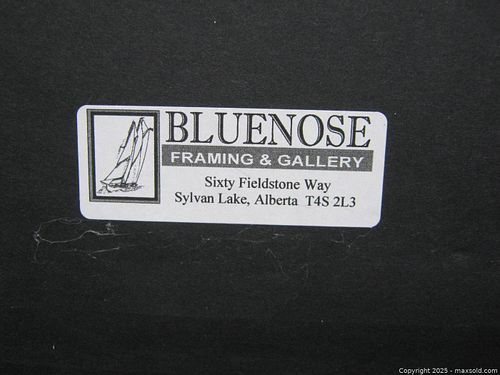 BLUENOSE
FRAMING & GALLERY
Sixty Fieldstone Way
Sylvan Lake, Alberta T4S 2L3
Copyright 2025 - maxsold.com